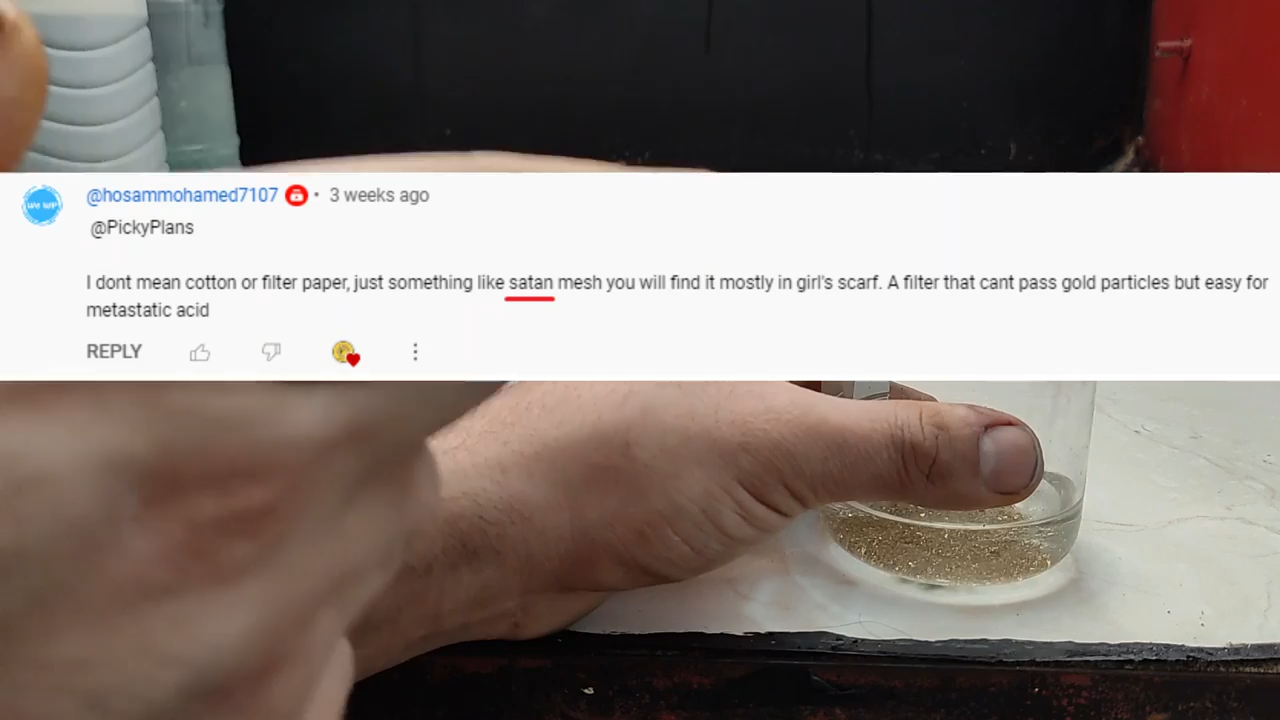 @hosammohamed7107 · 3 weeks ago
@PickyPlans
I dont mean cotton or filter paper, just something like satan mesh you will find it mostly in girl's scarf. A filter that cant pass gold particles but easy for
metastatic acid
REPLY